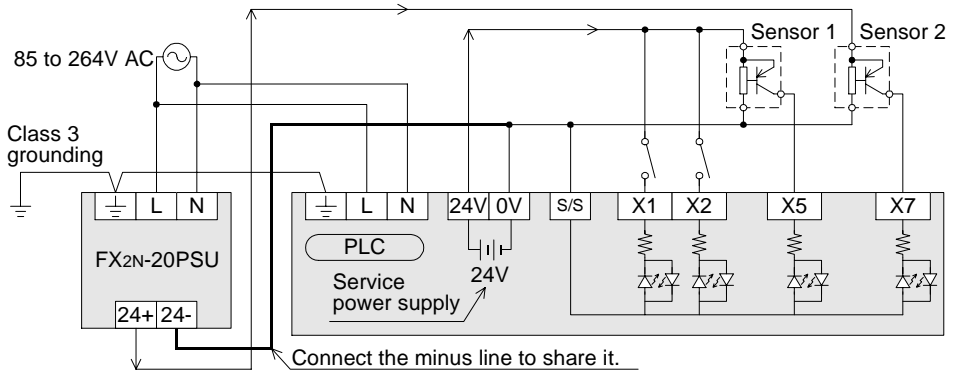 Sensor 1 Sensor 2
85 to 264V AC
Class 3
grounding
L N
L N 24V 0V S/S X1 X2 X5 X7
FX2N-20PSU
PLC
24V
Service
power supply
24+ 24-
Connect the minus line to share it.